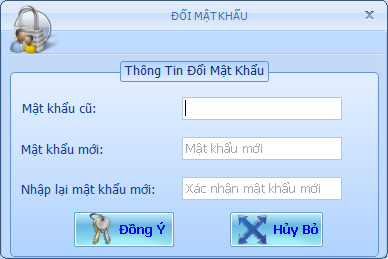 ĐỔI MẬT KHẨU
Thông Tin Đổi Mật Khẩu
Mật khẩu cũ:
Mật khẩu mới: Mật khẩu mới
Nhập lại mật khẩu mới: Xác nhận mật khẩu mới
Đồng Ý Hủy Bỏ